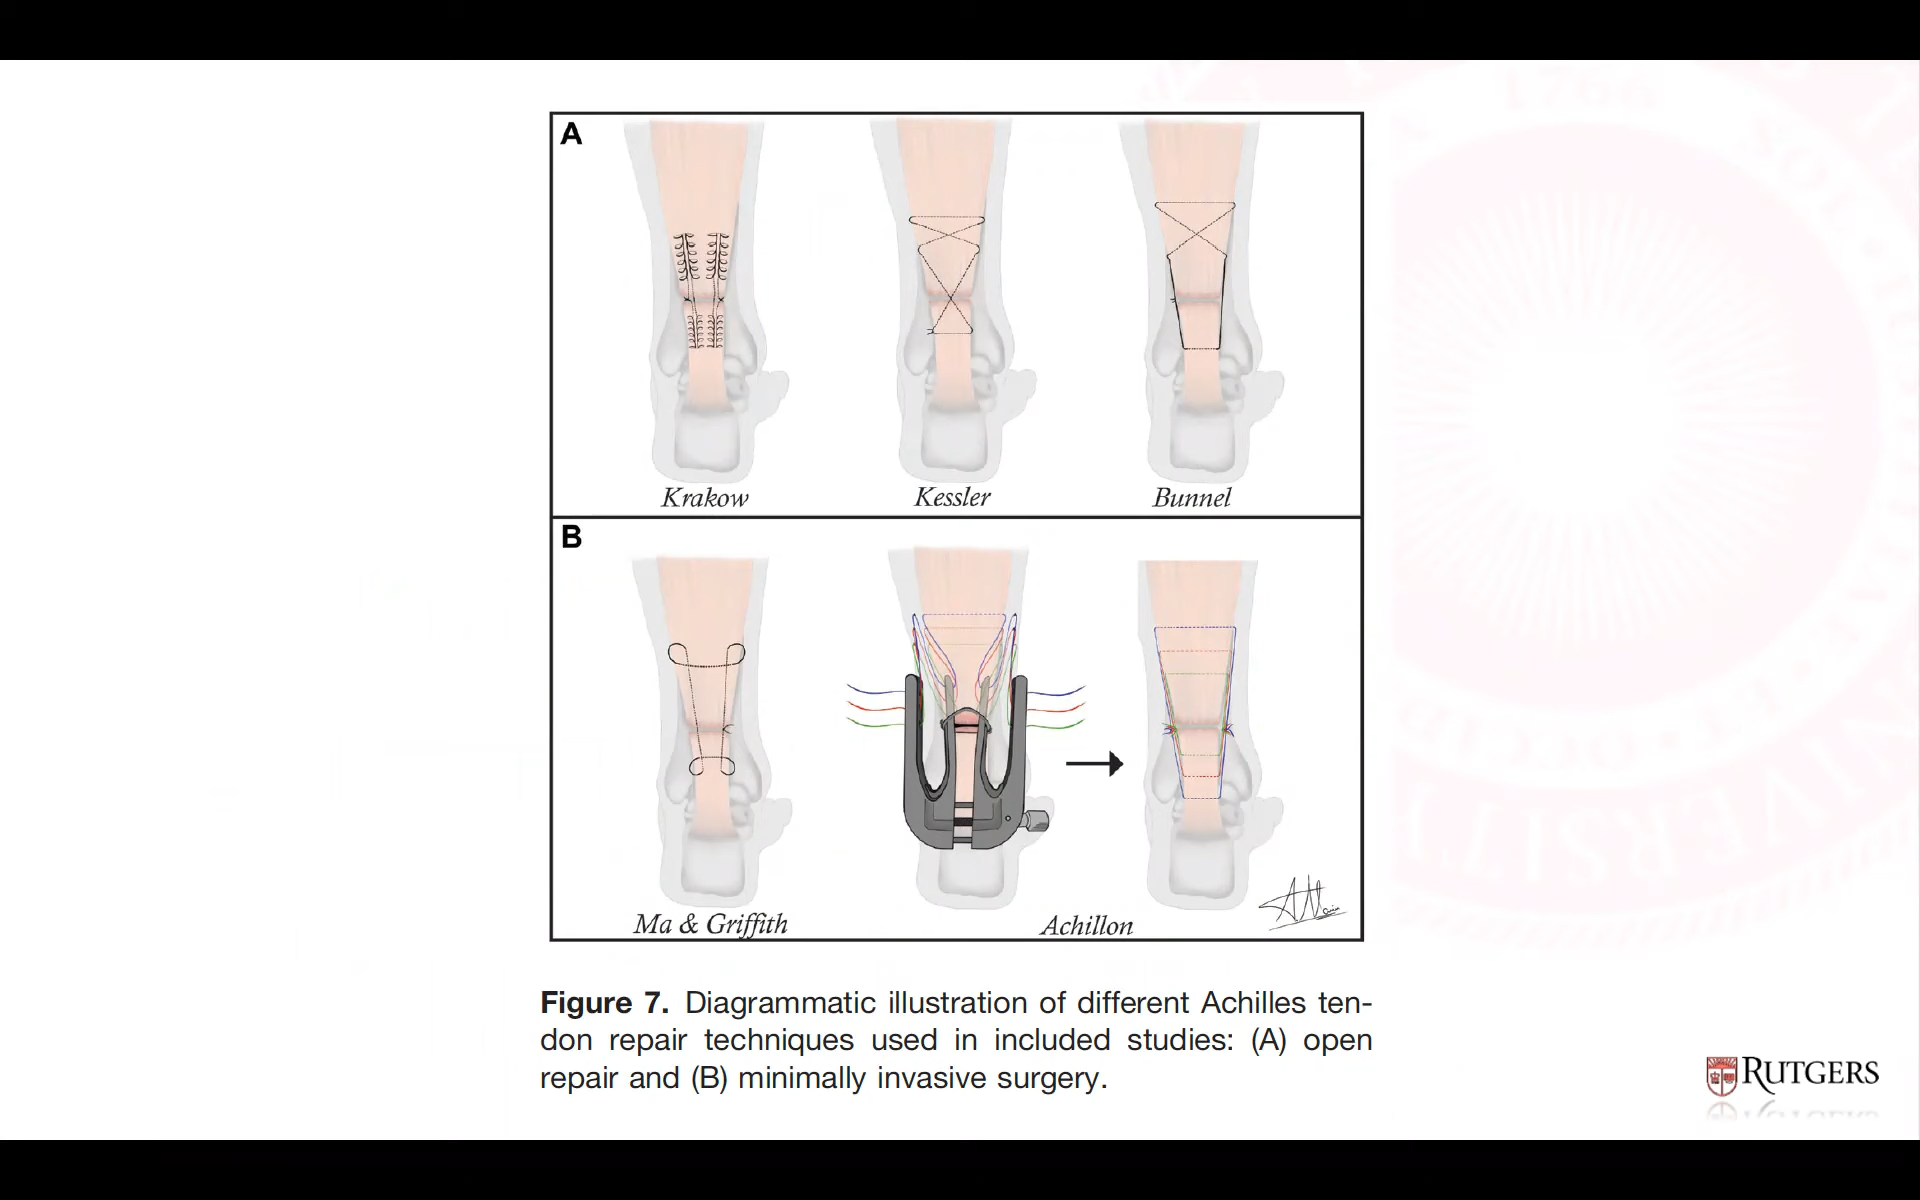 A
Krakow
Kessler
Bunnel
B
Ma & Griffith
Achillon
Figure 7. Diagrammatic illustration of different Achilles ten-
don repair techniques used in included studies: (A) open
repair and (B) minimally invasive surgery.
RUTGERS
1766